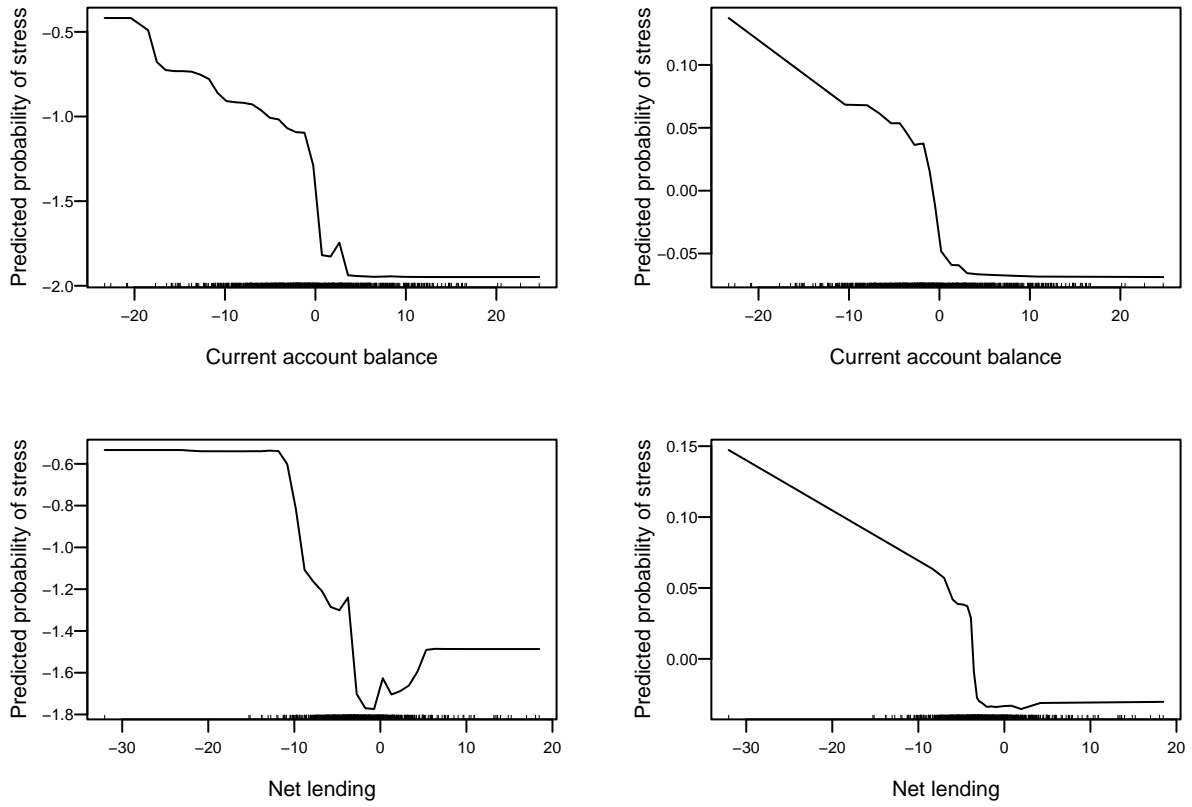 Predicted probability of stress
−0.5
−1.0
−1.5
−2.0
−20 −10 0 10 20
Current account balance
Predicted probability of stress
0.10
0.05
0.00
−0.05
−20 −10 0 10 20
Current account balance
Predicted probability of stress
−0.6
−0.8
−1.0
−1.2
−1.4
−1.6
−1.8
−30 −20 −10 0 10 20
Net lending
Predicted probability of stress
0.15
0.10
0.05
0.00
−30 −20 −10 0 10 20
Net lending